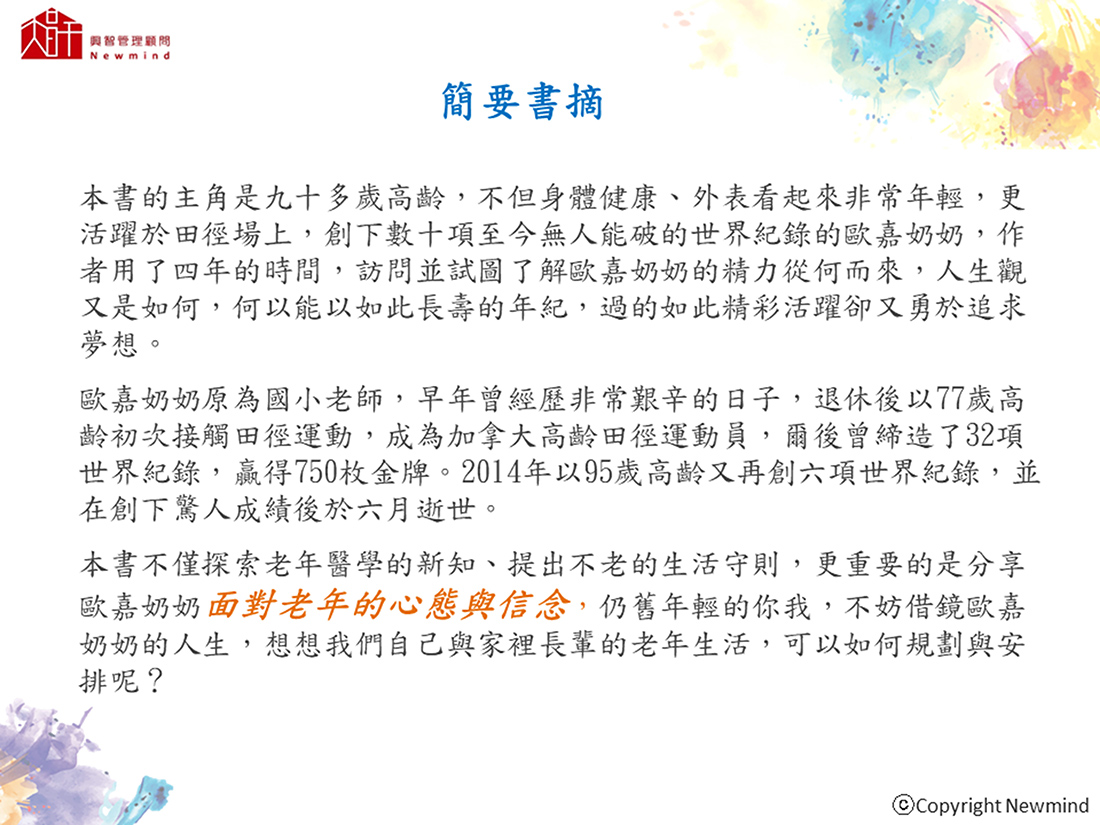 興智管理顧問
Newmind
簡要書摘
本書的主角是九十多歲高齡，不但身體健康、外表看起來非常年輕，更
活躍於田徑場上，創下數十項至今無人能破的世界紀錄的歐嘉奶奶，作
者用了四年的時間，訪問並試圖了解歐嘉奶奶的精力從何而來，人生觀
又是如何，何以能以如此長壽的年紀，過的如此精彩活躍卻又勇於追求
夢想。
歐嘉奶奶原為國小老師，早年曾經歷非常艱辛的日子，退休後以77歲高
齡初次接觸田徑運動，成為加拿大高齡田徑運動員，爾後曾締造了32項
世界紀錄，贏得750枚金牌。2014年以95歲高齡又再創六項世界紀錄，並
在創下驚人成績後於六月逝世。
本書不僅探索老年醫學的新知、提出不老的生活守則，更重要的是分享
歐嘉奶奶面對老年的心態與信念，仍舊年輕的你我，不妨借鏡歐嘉
奶奶的人生，想想我們自己與家裡長輩的老年生活，可以如何規劃與安
排呢？
ⓒCopyright Newmind